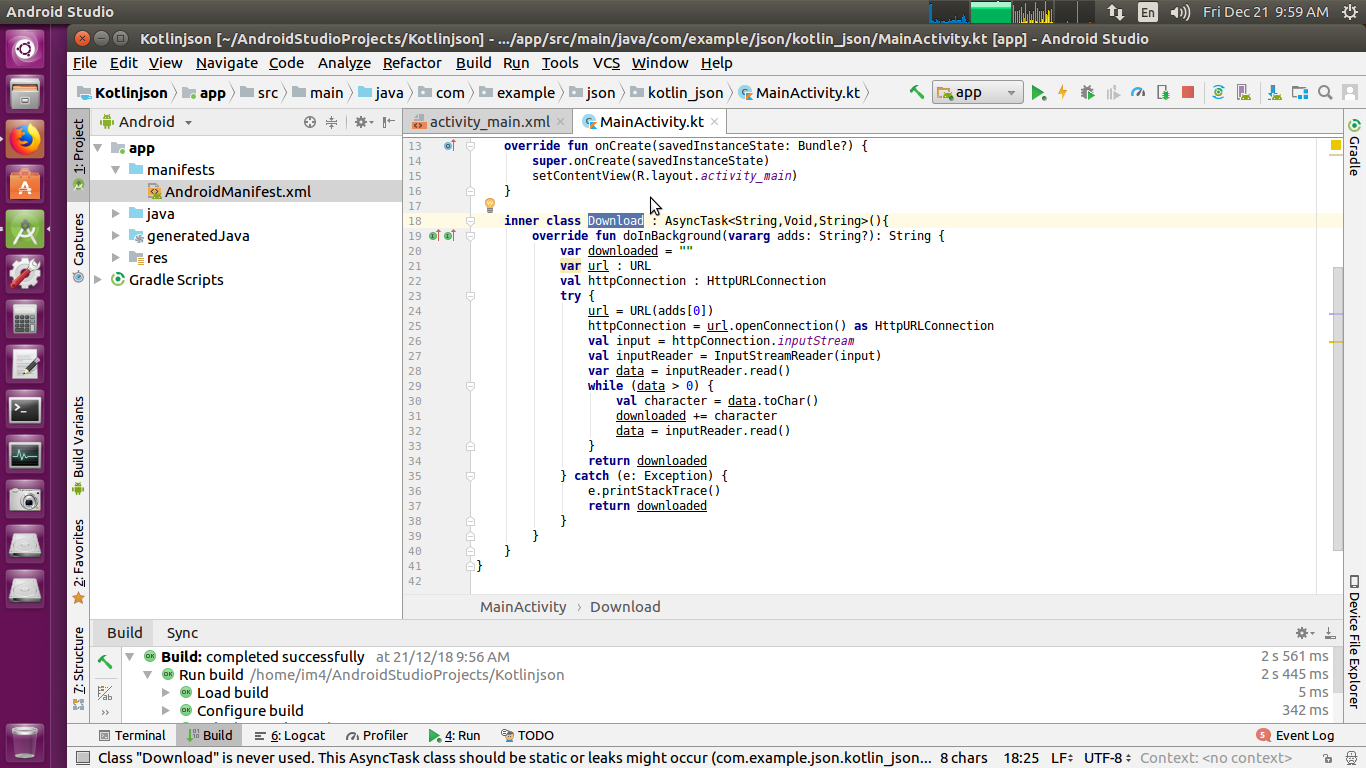 Android Studio
En
Fri Dec 21 9:59 AM
Kotlinjson [~/AndroidStudioProjects/Kotlinjson] - .../app/src/main/java/com/example/json/kotlin_json/MainActivity.kt [app] - Android Studio
File Edit View Navigate Code Analyze Refactor Build Run Tools VCS Window Help
Kotlinjson app src main java com example json kotlin_json MainActivity.kt
app
1: Project
Captures
Build Variants
2: Favorites
7: Structure
Android
app
manifests
AndroidManifest.xml
java
generatedJava
res
Gradle Scripts
activity_main.xml
MainActivity.kt
13 override fun onCreate(savedInstanceState: Bundle?) {
14 super.onCreate(savedInstanceState)
15 setContentView(R.layout.activity_main)
16 }
17
18 inner class Download : AsyncTask<String,Void,String>(){
19 override fun doInBackground(vararg adds: String?): String {
20 var downloaded = ""
21 var url : URL
22 val httpConnection : HttpURLConnection
23 try {
24 url = URL(adds[0])
25 httpConnection = url.openConnection() as HttpURLConnection
26 val input = httpConnection.inputStream
27 val inputReader = InputStreamReader(input)
28 var data = inputReader.read()
29 while (data > 0) {
30 val character = data.toChar()
31 downloaded += character
32 data = inputReader.read()
33 }
34 return downloaded
35 } catch (e: Exception) {
36 e.printStackTrace()
37 return downloaded
38 }
39 }
40 }
41 }
42
MainActivity › Download
Gradle
Device File Explorer
Build Sync
Build: completed successfully at 21/12/18 9:56 AM 2 s 561 ms
Run build /home/im4/AndroidStudioProjects/Kotlinjson 2 s 445 ms
Load build 5 ms
Configure build 342 ms
Terminal Build 6: Logcat Profiler 4: Run TODO 5 Event Log
Class "Download" is never used. This AsyncTask class should be static or leaks might occur (com.example.json.kotlin_json... 8 chars 18:25 LF UTF-8 Context: <no context>